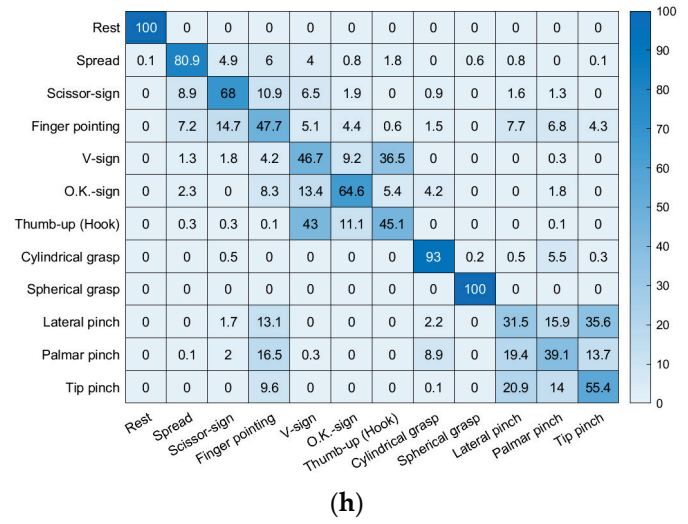 Rest 100 0 0 0 0 0 0 0 0 0 0 0
Spread 0.1 80.9 4.9 6 4 0.8 1.8 0 0.6 0.8 0 0.1
Scissor-sign 0 8.9 68 10.9 6.5 1.9 0 0.9 0 1.6 1.3 0
Finger pointing 0 7.2 14.7 47.7 5.1 4.4 0.6 1.5 0 7.7 6.8 4.3
V-sign 0 1.3 1.8 4.2 46.7 9.2 36.5 0 0 0 0.3 0
O.K.-sign 0 2.3 0 8.3 13.4 64.6 5.4 4.2 0 0 1.8 0
Thumb-up (Hook) 0 0.3 0.3 0.1 43 11.1 45.1 0 0 0 0.1 0
Cylindrical grasp 0 0 0.5 0 0 0 0 93 0.2 0.5 5.5 0.3
Spherical grasp 0 0 0 0 0 0 0 0 100 0 0 0
Lateral pinch 0 0 1.7 13.1 0 0 0 2.2 0 31.5 15.9 35.6
Palmar pinch 0 0.1 2 16.5 0.3 0 0 8.9 0 19.4 39.1 13.7
Tip pinch 0 0 0 9.6 0 0 0 0.1 0 20.9 14 55.4
Rest
Spread
Scissor-sign
Finger pointing
V-sign
O.K.-sign
Thumb-up (Hook)
Cylindrical grasp
Spherical grasp
Lateral pinch
Palmar pinch
Tip pinch
100
90
80
70
60
50
40
30
20
10
0
(h)